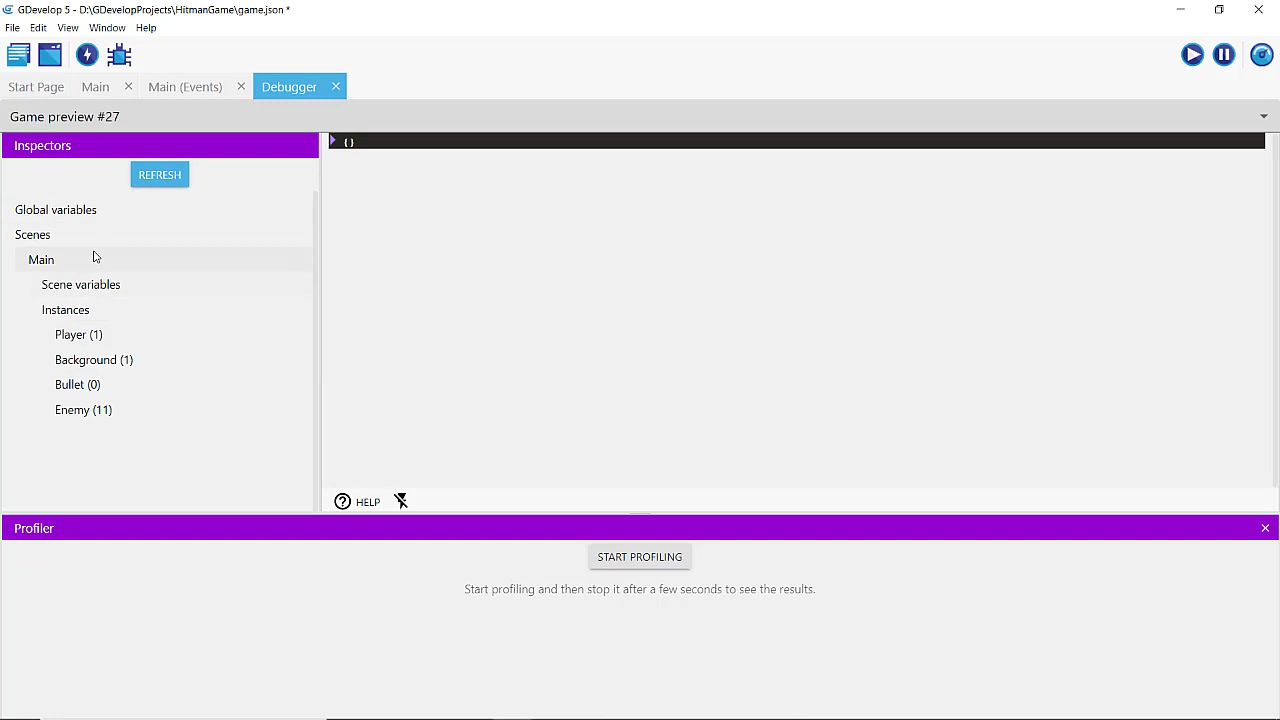 GDevelop 5 - D:\GDevelopProjects\HitmanGame\game.json *
File Edit View Window Help
Start Page Main Main (Events) Debugger
Game preview #27
Inspectors
REFRESH
{}
Global variables
Scenes
Main
Scene variables
Instances
Player (1)
Background (1)
Bullet (0)
Enemy (11)
HELP
Profiler
START PROFILING
Start profiling and then stop it after a few seconds to see the results.